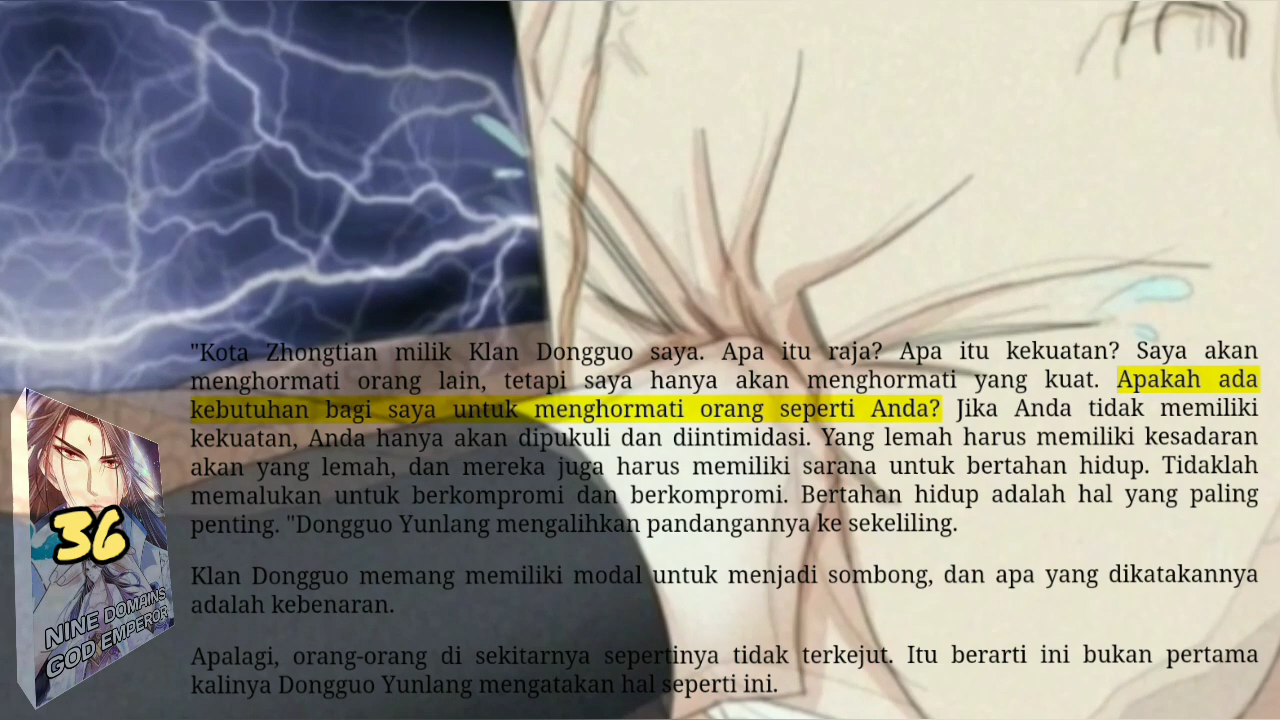 "Kota Zhongtian milik Klan Dongguo saya. Apa itu raja? Apa itu kekuatan? Saya akan
menghormati orang lain, tetapi saya hanya akan menghormati yang kuat. Apakah ada
kebutuhan bagi saya untuk menghormati orang seperti Anda? Jika Anda tidak memiliki
kekuatan, Anda hanya akan dipukuli dan diintimidasi. Yang lemah harus memiliki kesadaran
akan yang lemah, dan mereka juga harus memiliki sarana untuk bertahan hidup. Tidaklah
memalukan untuk berkompromi dan berkompromi. Bertahan hidup adalah hal yang paling
penting. "Dongguo Yunlang mengalihkan pandangannya ke sekeliling.
Klan Dongguo memang memiliki modal untuk menjadi sombong, dan apa yang dikatakannya
adalah kebenaran.
Apalagi, orang-orang di sekitarnya sepertinya tidak terkejut. Itu berarti ini bukan pertama
kalinya Dongguo Yunlang mengatakan hal seperti ini.
36
NINE DOMAINS
GOD EMPEROR